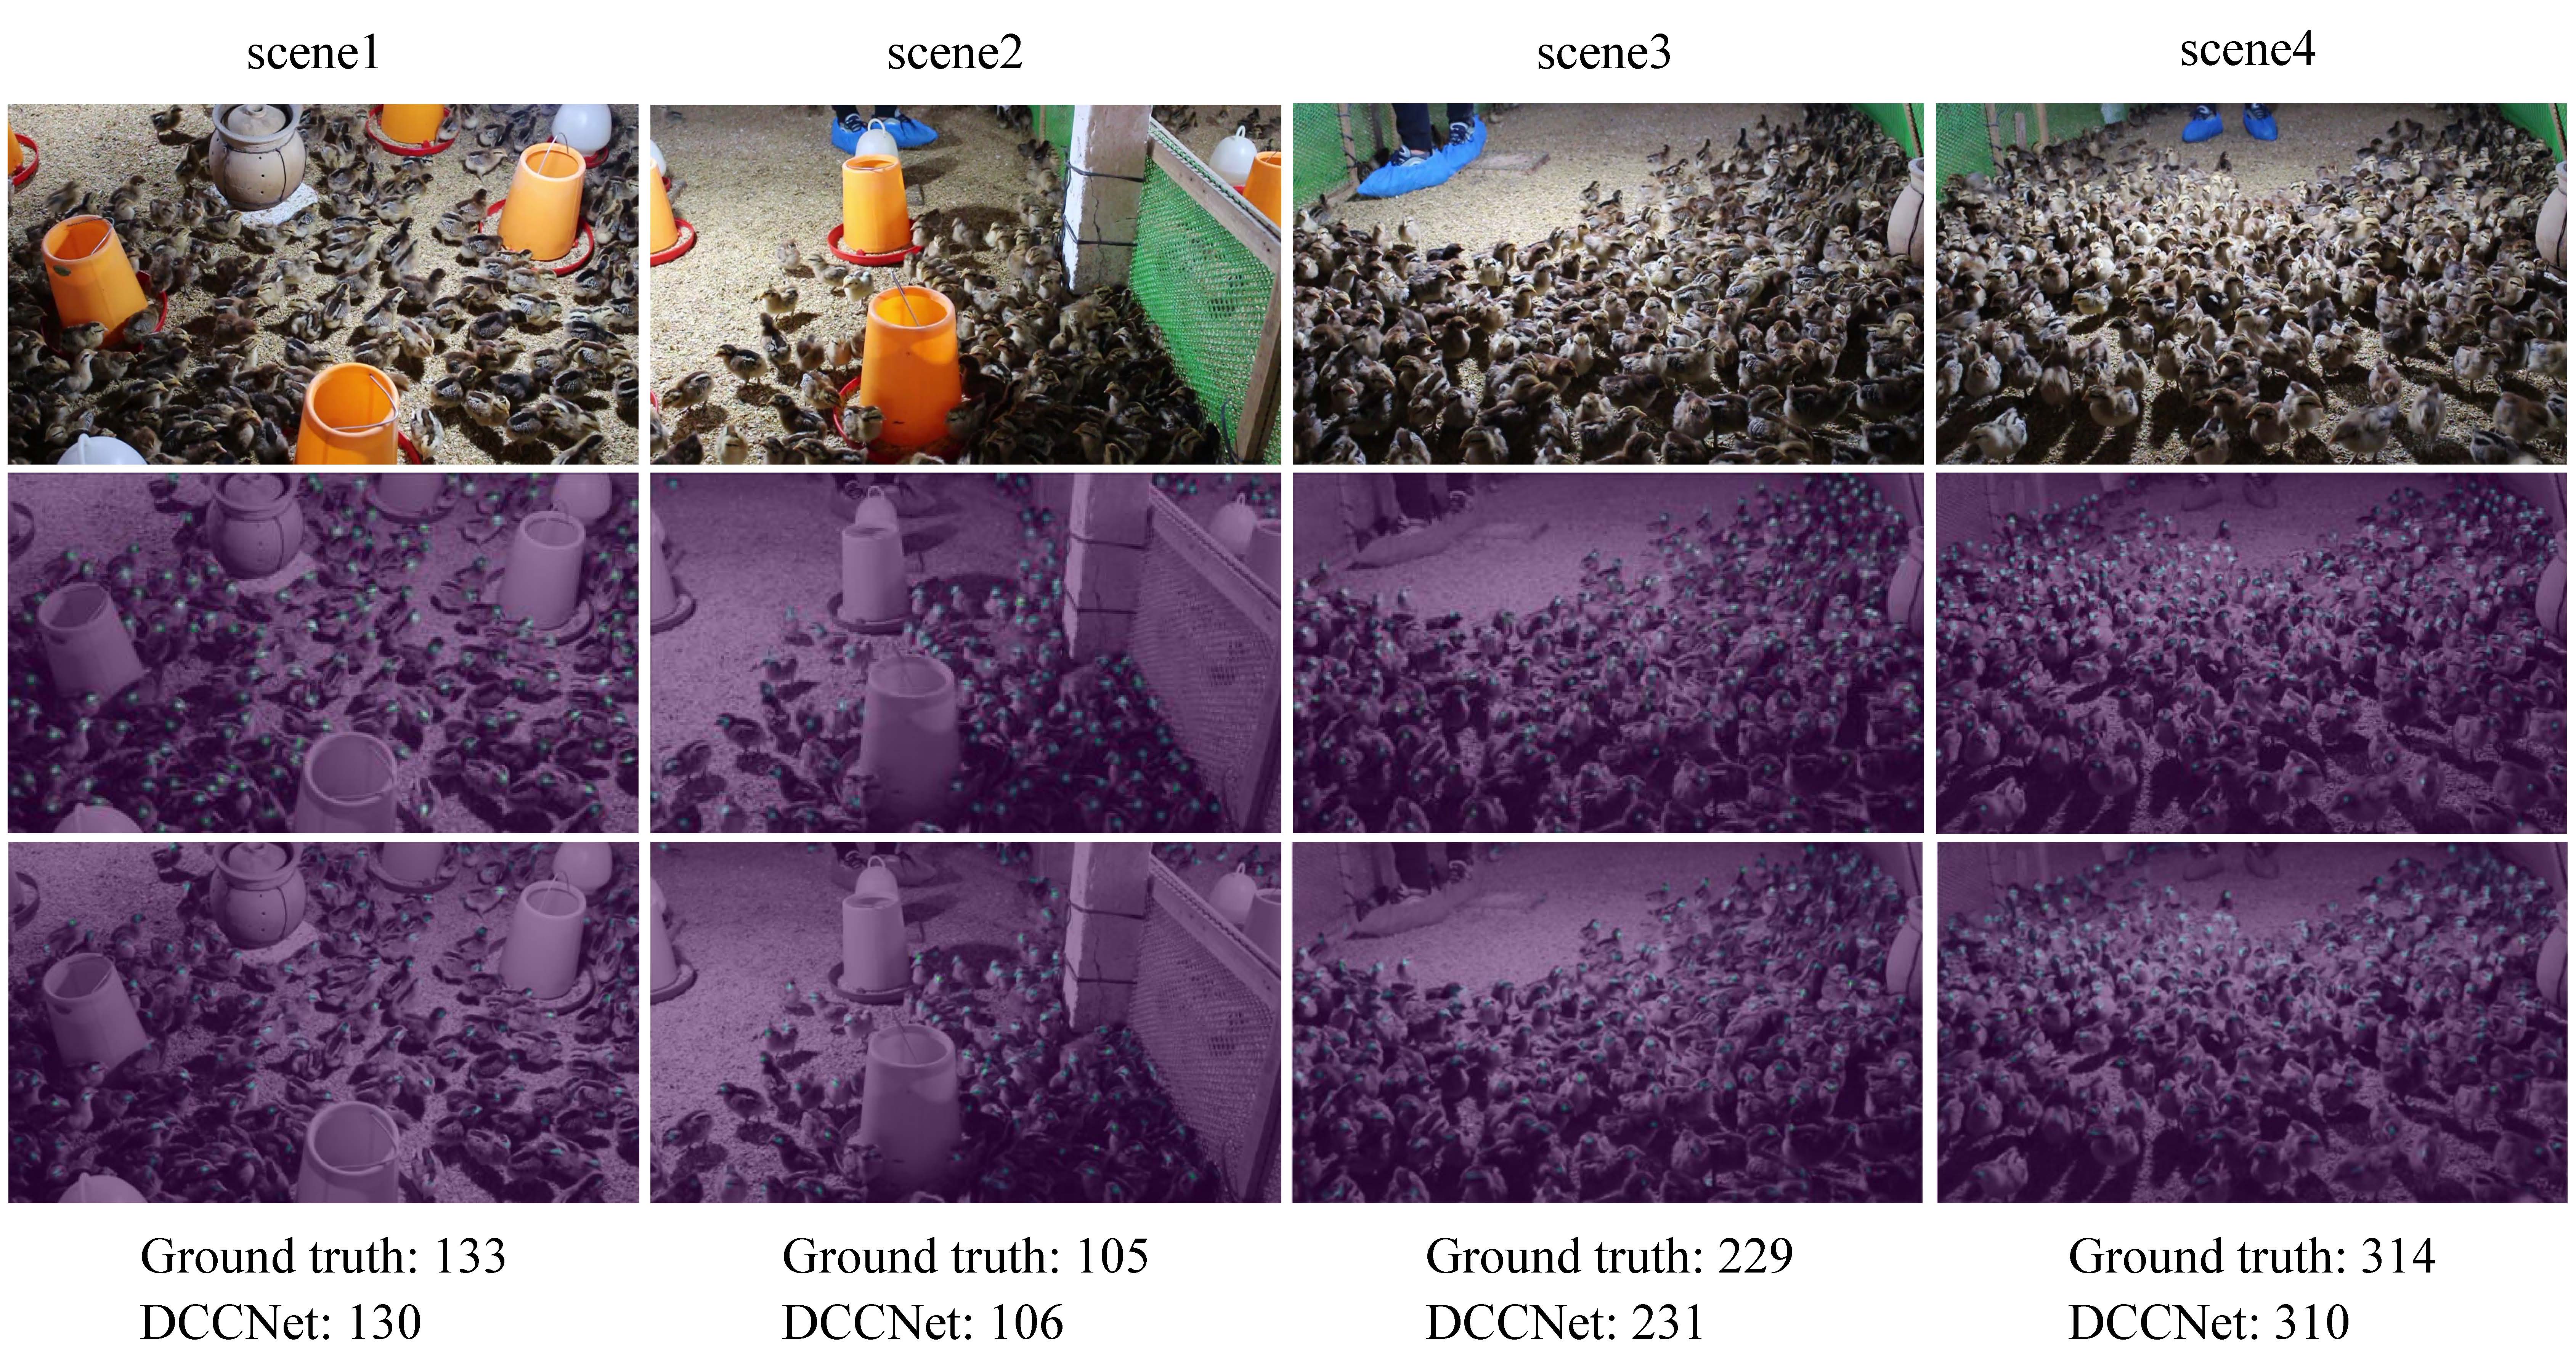 scene1
scene2
scene3
scene4
Ground truth: 133
DCCNet: 130
Ground truth: 105
DCCNet: 106
Ground truth: 229
DCCNet: 231
Ground truth: 314
DCCNet: 310